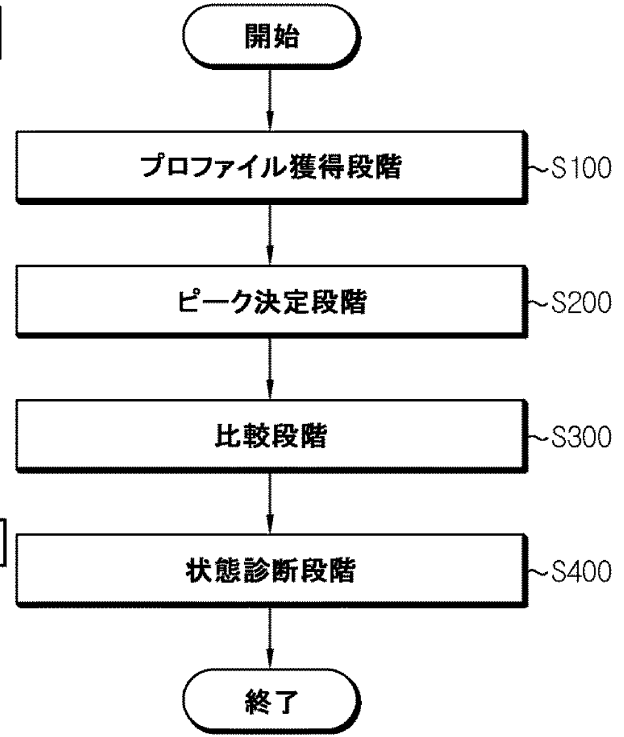 開始
プロファイル獲得段階
~S100
ピーク決定段階
~S200
比較段階
~S300
状態診断段階
~S400
終了